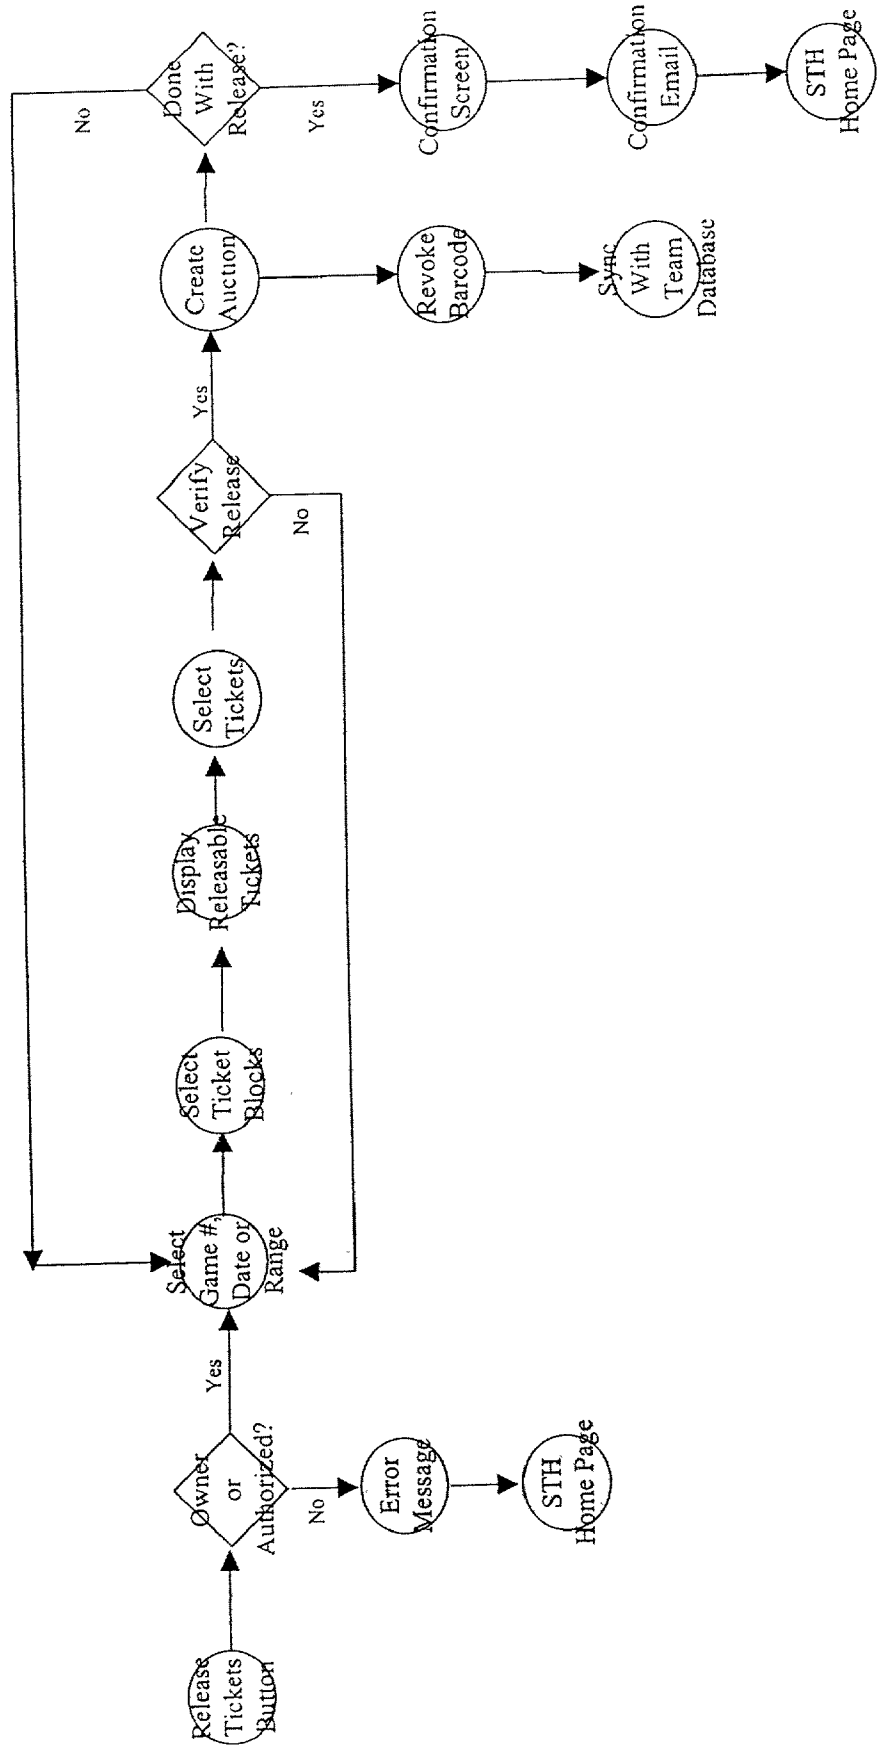 Release
Tickets
Button
Owner
or
Authorized?
Yes
No
Error
Message
STH
Home Page
Select
Game #,
Date or
Range
Select
Ticket
Blocks
Display
Releasable
Tickets
Select
Tickets
Verify
Release
Yes
No
Create
Auction
Revoke
Barcode
Sync
With
Team
Database
Done
With
Release?
No
Yes
Confirmation
Screen
Confirmation
Email
STH
Home Page